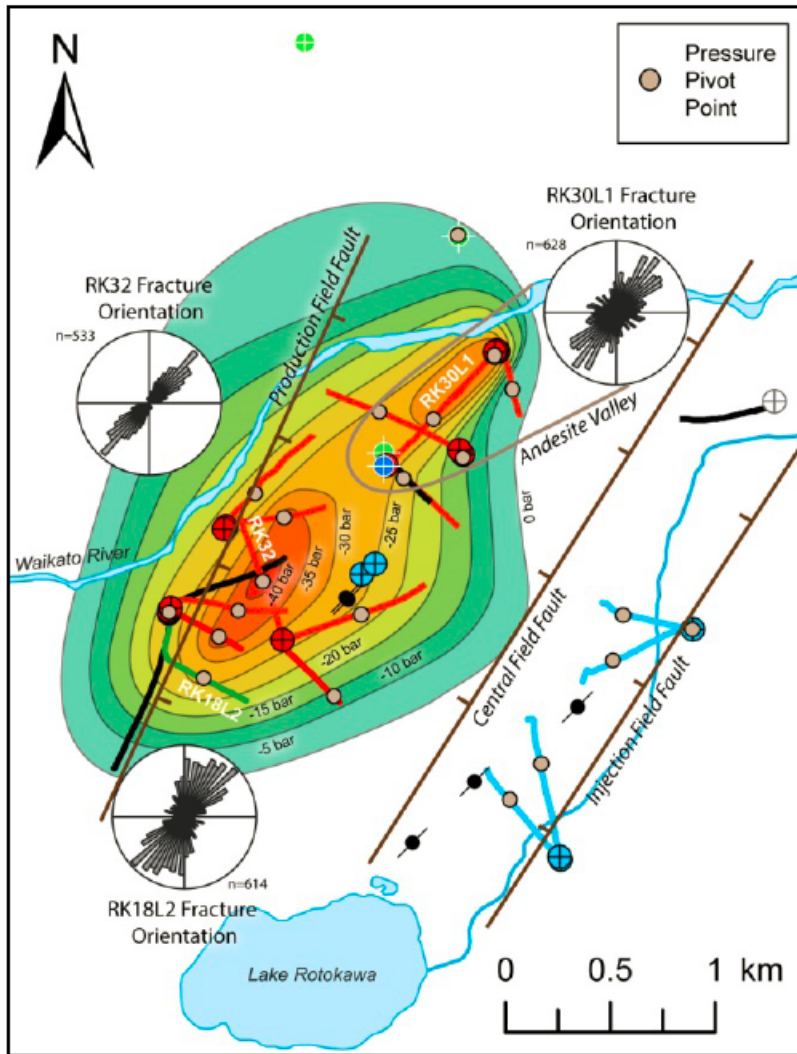 N
Pressure
Pivot
Point
RK30L1 Fracture
Orientation
n=628
RK32 Fracture
Orientation
n=533
Production Field Fault
RK30L1
Andesite Valley
0 bar
-25 bar
-30 bar
-35 bar
-40 bar
RK32
Waikato River
-20 bar
-10 bar
RK18L2
-15 bar
-5 bar
Central Field Fault
Injection Field Fault
n=614
RK18L2 Fracture
Orientation
Lake Rotokawa
0 0.5 1 km